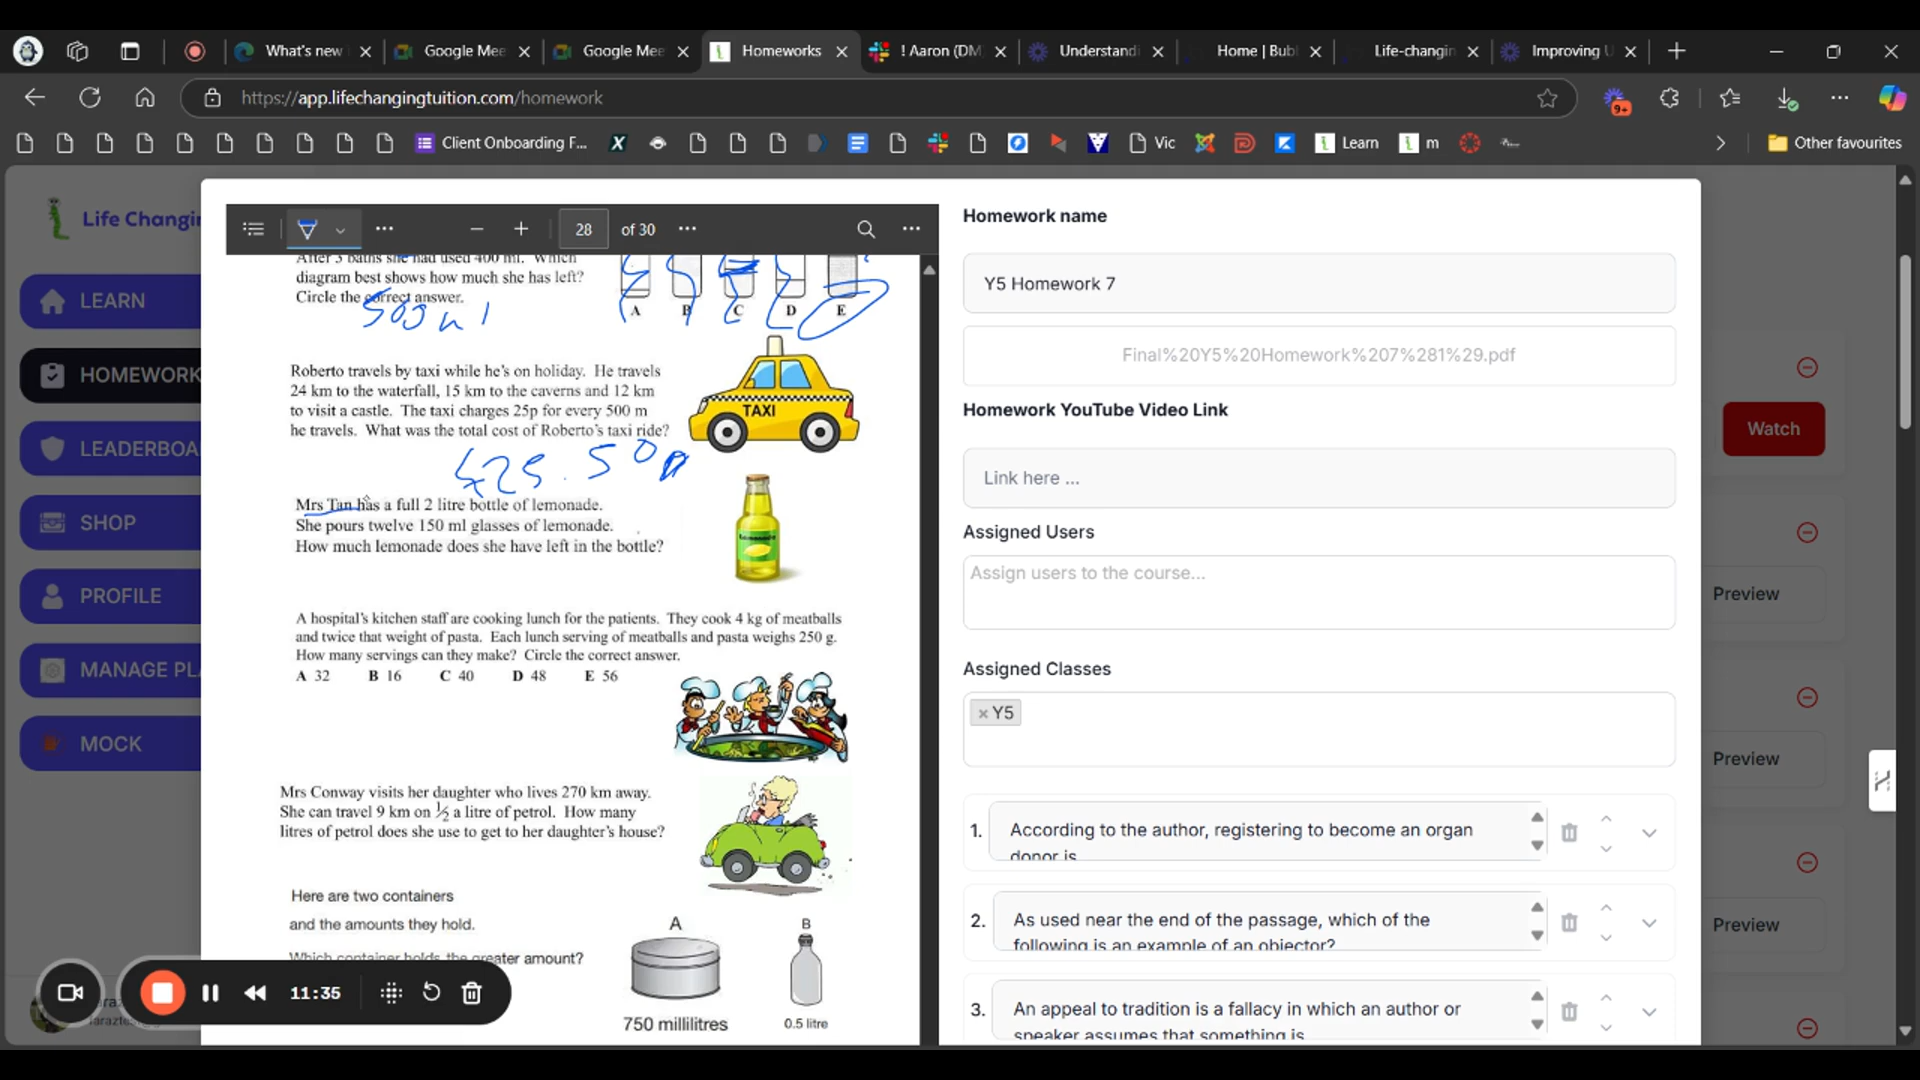 What's new
Google Mee
Google Mee
Homeworks
! Aaron (DM
Understandi
Home | Bubl
Life-changin
Improving U
https://app.lifechangingtuition.com/homework
9+
Client Onboarding F...
Vic
Learn
m
Other favourites
Life Changin
LEARN
HOMEWORK
LEADERBOA
SHOP
PROFILE
MANAGE PL
MOCK
28 of 30
After 3 baths she had used 400 ml. Which
diagram best shows how much she has left?
Circle the correct answer.
A B C D E
500ml
Roberto travels by taxi while he's on holiday. He travels
24 km to the waterfall, 15 km to the caverns and 12 km
to visit a castle. The taxi charges 25p for every 500 m
he travels. What was the total cost of Roberto's taxi ride?
TAXI
£25.50p
Mrs Tan has a full 2 litre bottle of lemonade.
She pours twelve 150 ml glasses of lemonade.
How much lemonade does she have left in the bottle?
Lemonade
A hospital's kitchen staff are cooking lunch for the patients. They cook 4 kg of meatballs
and twice that weight of pasta. Each lunch serving of meatballs and pasta weighs 250 g.
How many servings can they make? Circle the correct answer.
A 32 B 16 C 40 D 48 E 56
Mrs Conway visits her daughter who lives 270 km away.
She can travel 9 km on ½ a litre of petrol. How many
litres of petrol does she use to get to her daughter's house?
Here are two containers
and the amounts they hold.
Which container holds the greater amount?
A B
750 millilitres 0.5 litre
11:35
Homework name
Y5 Homework 7
Final%20Y5%20Homework%207%281%29.pdf
Homework YouTube Video Link
Link here ...
Assigned Users
Assign users to the course...
Assigned Classes
× Y5
1. According to the author, registering to become an organ
donor is
2. As used near the end of the passage, which of the
following is an example of an objector?
3. An appeal to tradition is a fallacy in which an author or
speaker assumes that something is
Watch
Preview
Preview
Preview